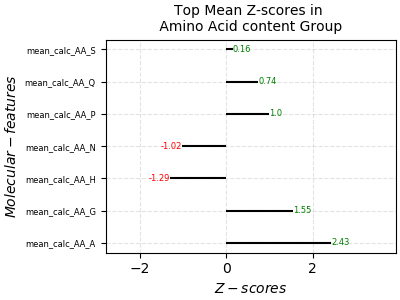 Top Mean Z-scores in
Amino Acid content Group
mean_calc_AA_S
0.16
mean_calc_AA_Q
0.74
mean_calc_AA_P
1.0
mean_calc_AA_N
-1.02
mean_calc_AA_H
-1.29
mean_calc_AA_G
1.55
mean_calc_AA_A
2.43
Molecular − features
−2
0
2
Z − scores